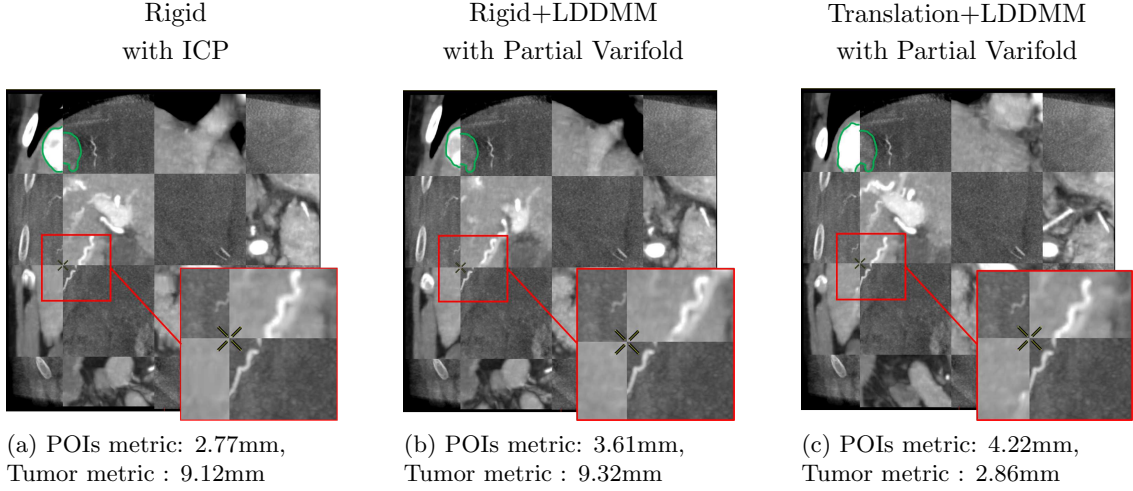 Rigid
with ICP
Rigid+LDDMM
with Partial Varifold
Translation+LDDMM
with Partial Varifold
(a) POIs metric: 2.77mm,
Tumor metric : 9.12mm
(b) POIs metric: 3.61mm,
Tumor metric : 9.32mm
(c) POIs metric: 4.22mm,
Tumor metric : 2.86mm